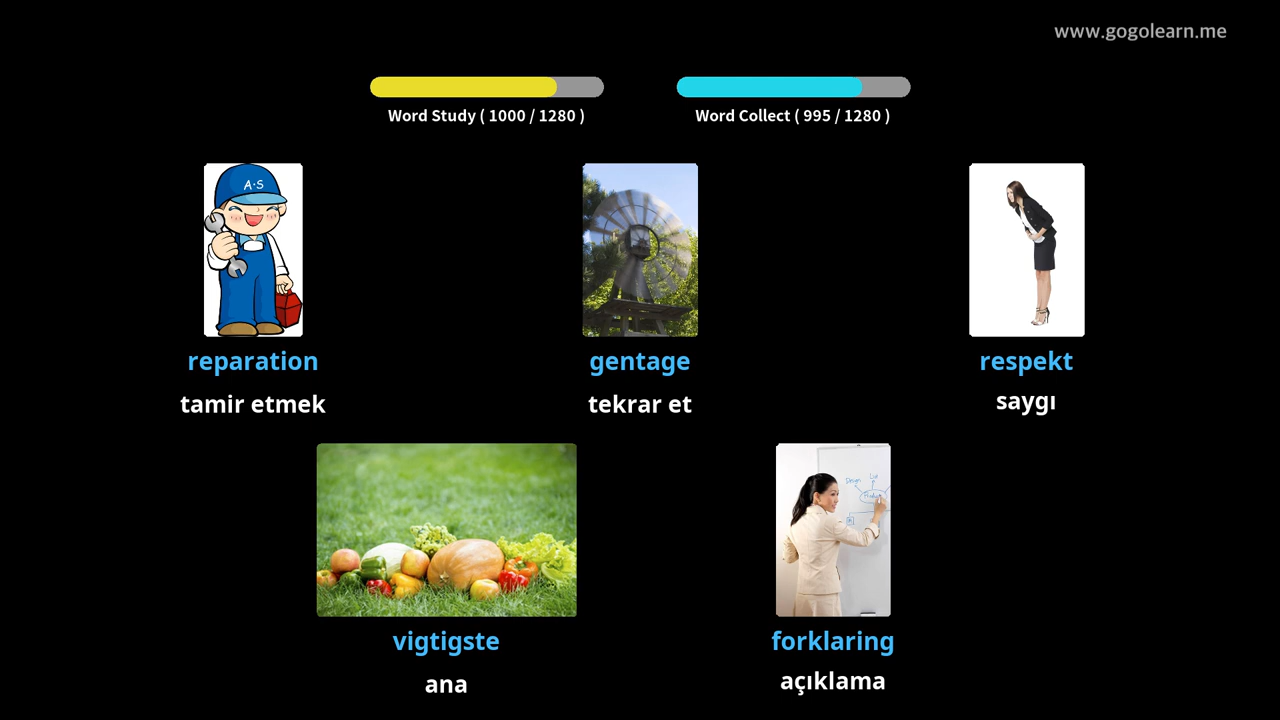 www.gogolearn.me
Word Study ( 1000 / 1280 )
Word Collect ( 995 / 1280 )
A·S
reparation
gentage
respekt
tamir etmek
tekrar et
saygı
Design
vigtigste
forklaring
ana
açıklama